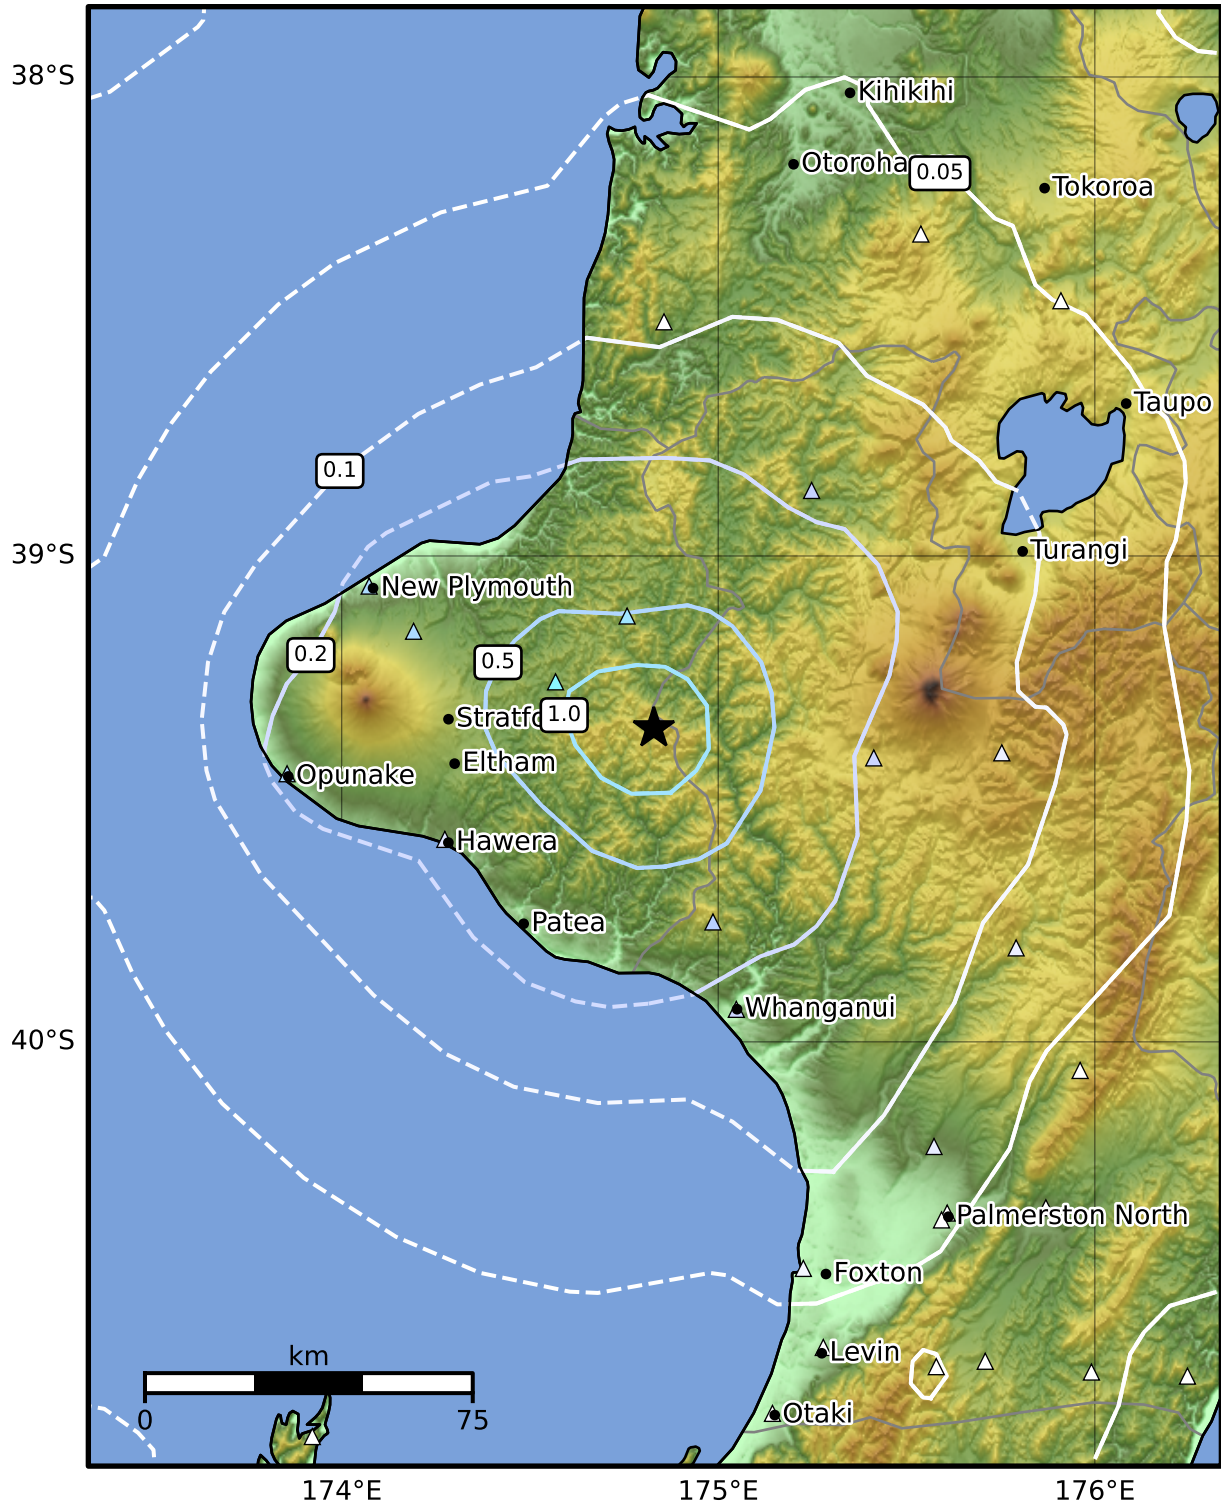 38°S
Kihikihi
Otoroha
0.05
Tokoroa
Taupo
0.1
39°S
Turangi
New Plymouth
0.2
0.5
Stratfo
1.0
Eltham
Opunake
Hawera
Patea
Whanganui
40°S
Palmerston North
Foxton
Levin
km
0
75
Otaki
174°E
175°E
176°E